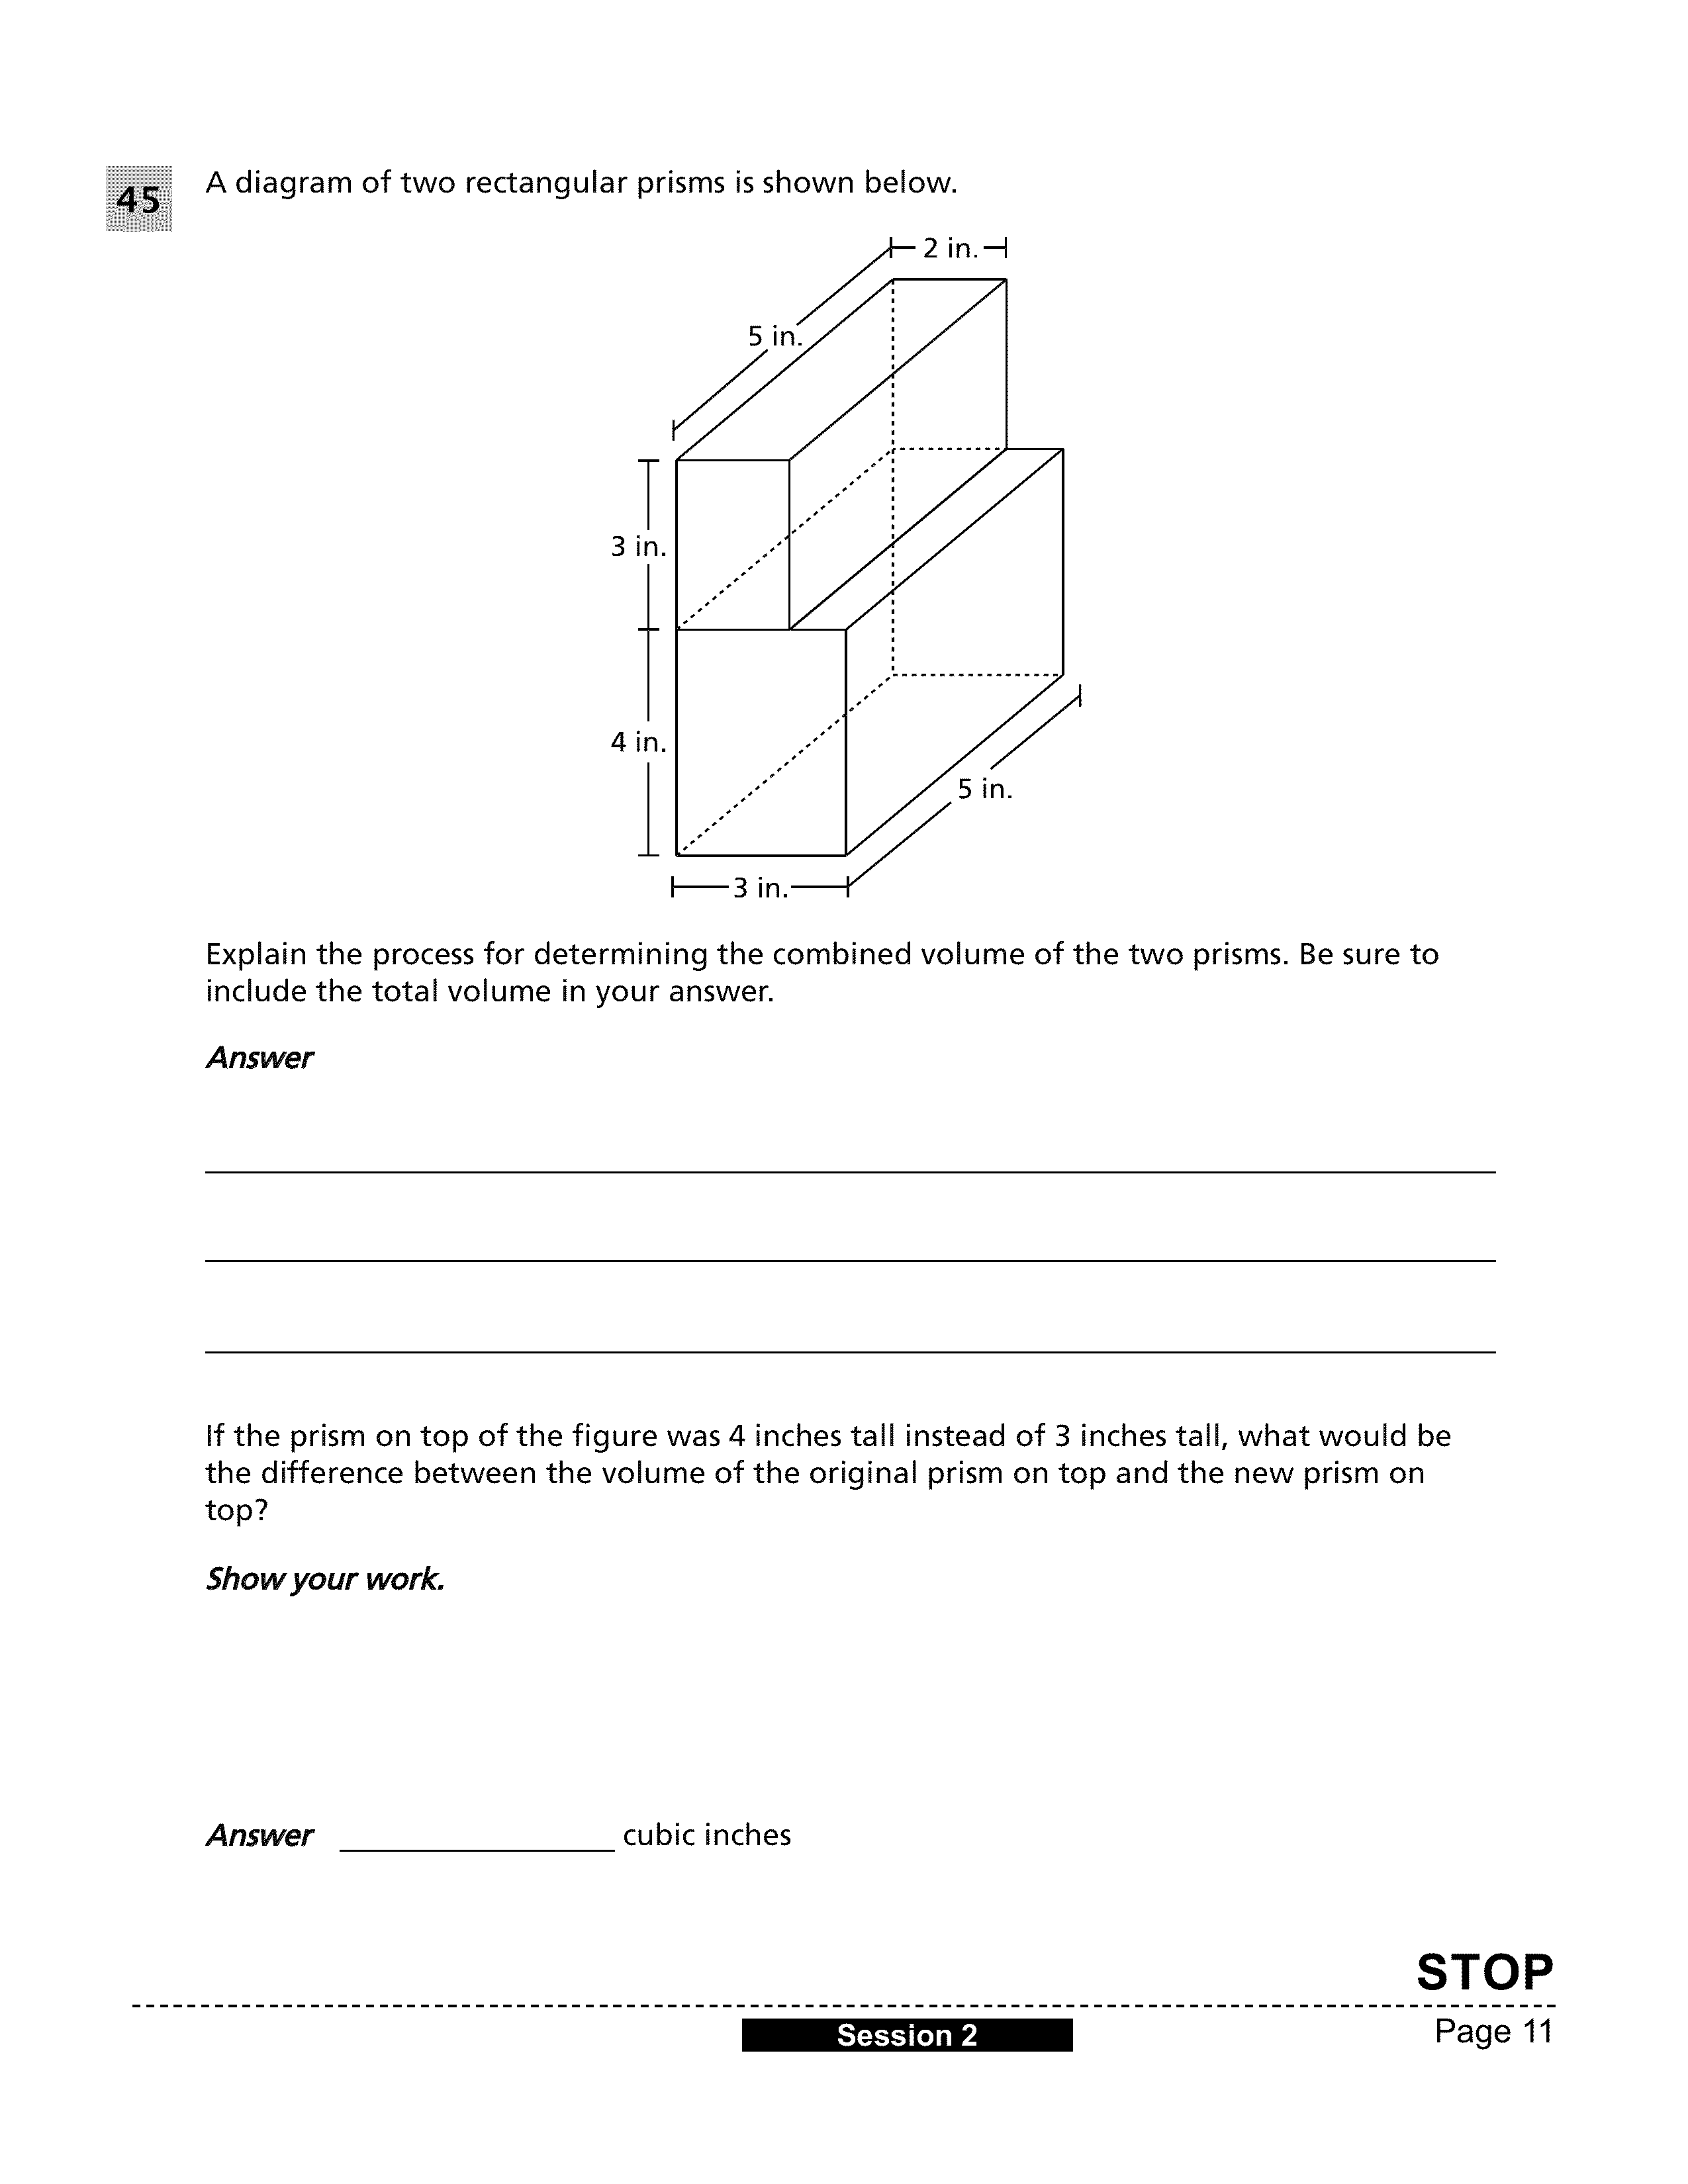 45 A diagram of two rectangular prisms is shown below.
2 in.
5 in.
3 in.
4 in.
5 in.
3 in.
Explain the process for determining the combined volume of the two prisms. Be sure to
include the total volume in your answer.
Answer
If the prism on top of the figure was 4 inches tall instead of 3 inches tall, what would be
the difference between the volume of the original prism on top and the new prism on
top?
Show your work.
Answer cubic inches
STOP
Session 2
Page 11